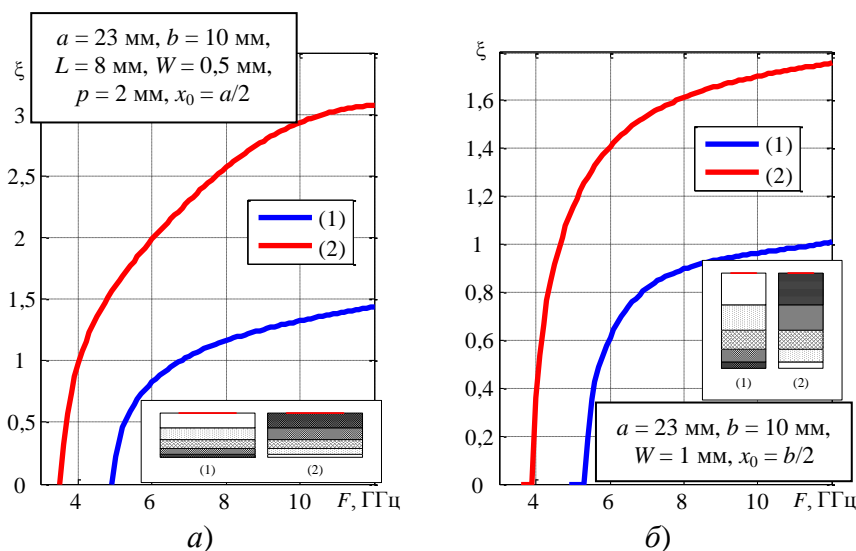 a = 23 мм, b = 10 мм,
L = 8 мм, W = 0,5 мм,
p = 2 мм, x₀ = a/2
ξ
3
2,5
2
1,5
1
0,5
0
4
6
8
10
F, ГГц
(1)
(2)
(1)
(2)
а)
ξ
1,6
1,4
1,2
1
0,8
0,6
0,4
0,2
0
4
6
8
10
F, ГГц
(1)
(2)
(1)
(2)
a = 23 мм, b = 10 мм,
W = 1 мм, x₀ = b/2
б)